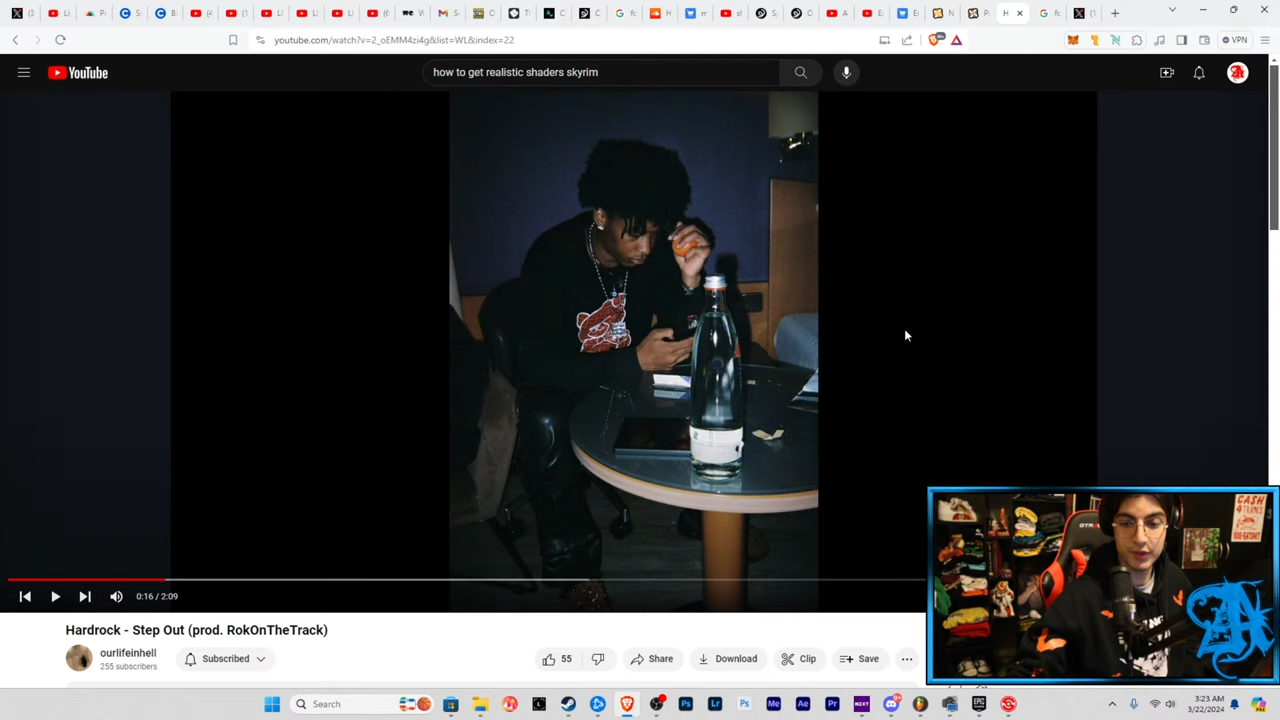 youtube.com/watch?v=2_oEMM4zi4g&list=WL&index=22
VPN
YouTube
how to get realistic shaders skyrim
0:16 / 2:09
CASH
Hardrock - Step Out (prod. RokOnTheTrack)
ourlifeinhell
255 subscribers
Subscribed
55
Share
Download
Clip
Save
Search
3:23 AM
3/22/2024